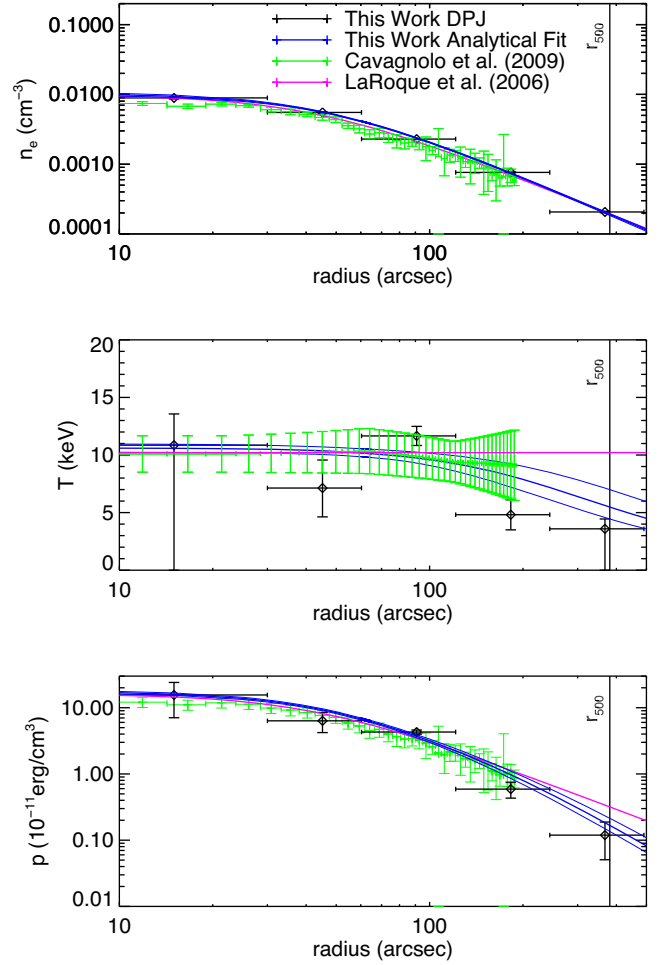 This Work DPJ
This Work Analytical Fit
Cavagnolo et al. (2009)
LaRoque et al. (2006)
r500
0.0100
0.0010
0.0001
nₑ (cm⁻³)
10
100
radius (arcsec)
r500
20
15
10
5
0
T (keV)
10
100
radius (arcsec)
r500
10.00
1.00
0.10
0.01
p (10⁻¹¹erg/cm³)
10
100
radius (arcsec)